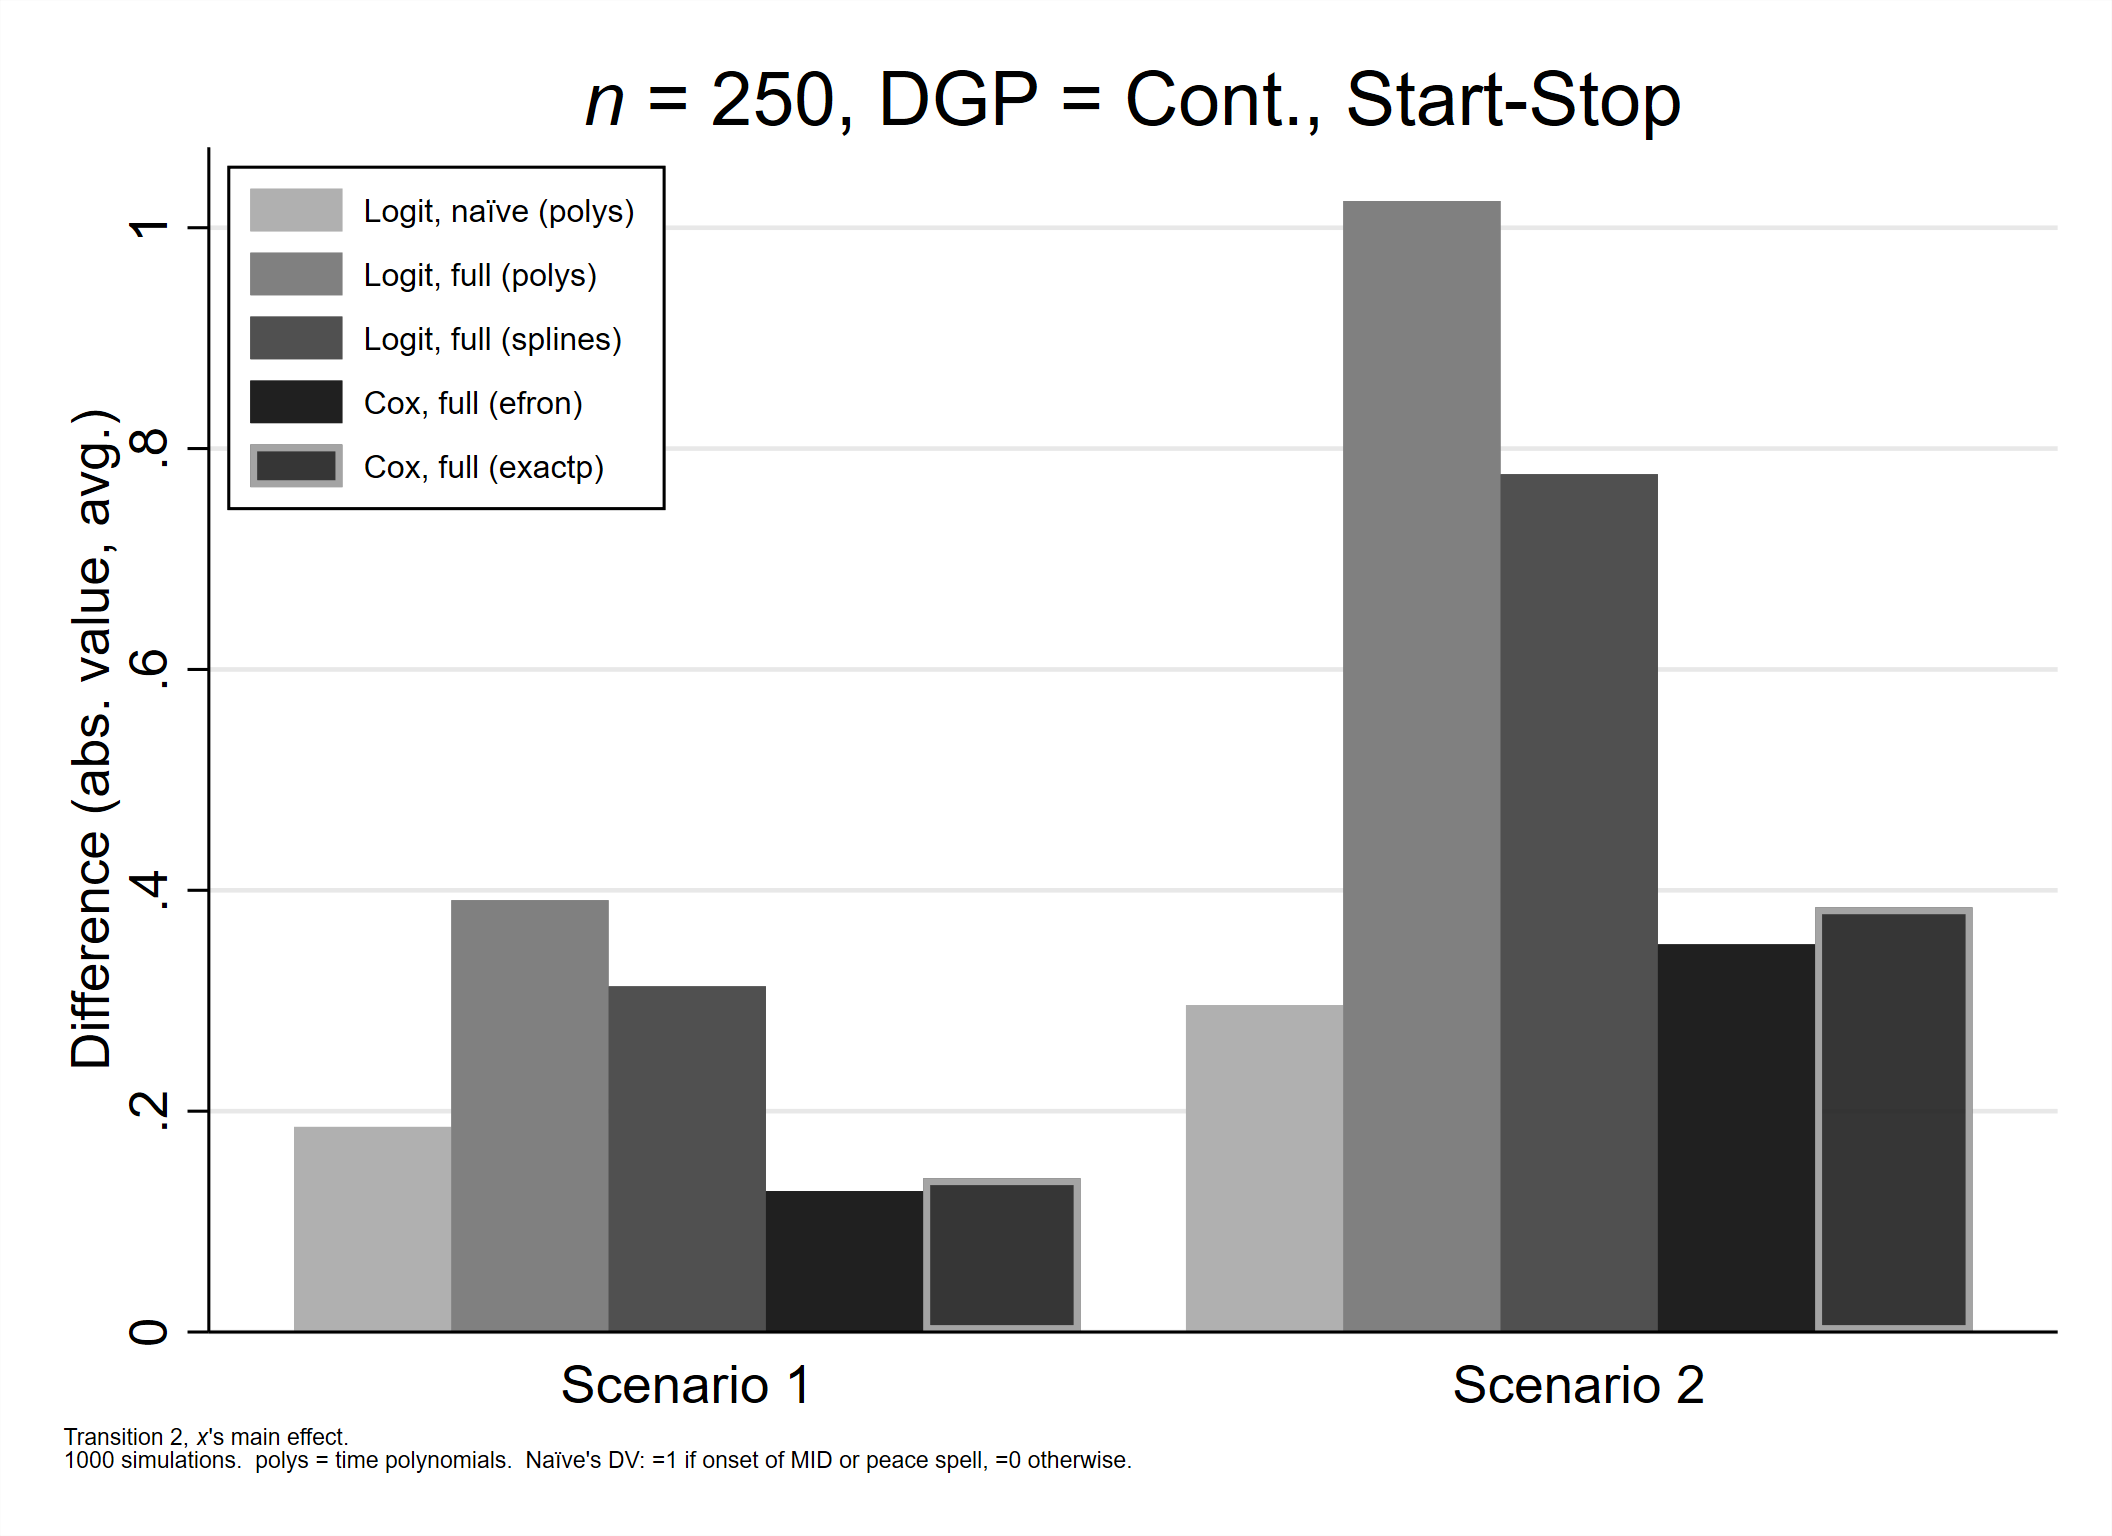 n = 250, DGP = Cont., Start-Stop
Logit, naïve (polys)
Logit, full (polys)
Logit, full (splines)
Cox, full (efron)
Cox, full (exactp)
Difference (abs. value, avg.)
1
.8
.6
.4
.2
0
Scenario 1
Scenario 2
Transition 2, x's main effect.
1000 simulations.  polys = time polynomials.  Naïve's DV: =1 if onset of MID or peace spell, =0 otherwise.